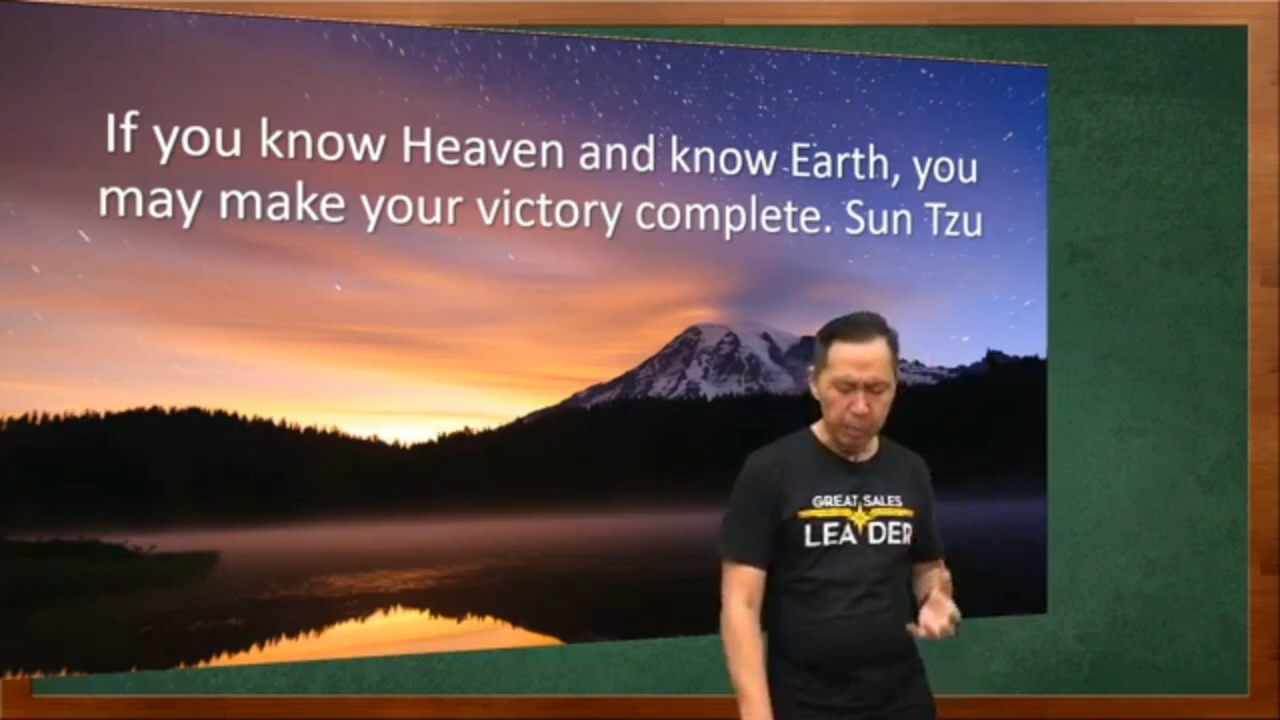 If you know Heaven and know Earth, you
may make your victory complete. Sun Tzu
GREAT SALES
LEADER